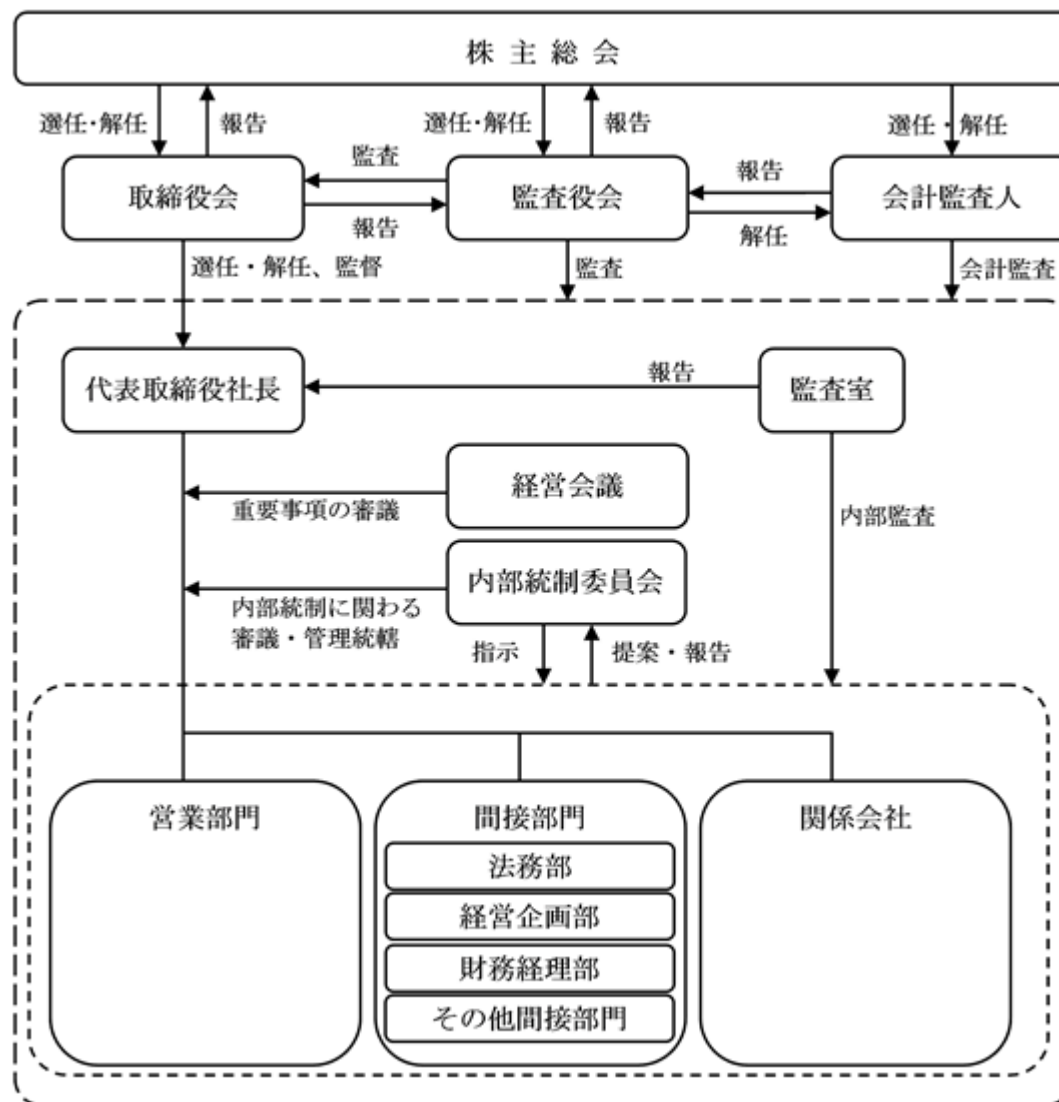 株主総会
選任・解任
報告
選任・解任
報告
選任・解任
取締役会
監査
報告
監査役会
報告
解任
会計監査人
選任・解任、監督
監査
会計監査
代表取締役社長
報告
監査室
経営会議
重要事項の審議
内部監査
内部統制委員会
内部統制に関わる
審議・管理統轄
指示
提案・報告
営業部門
間接部門
関係会社
法務部
経営企画部
財務経理部
その他間接部門